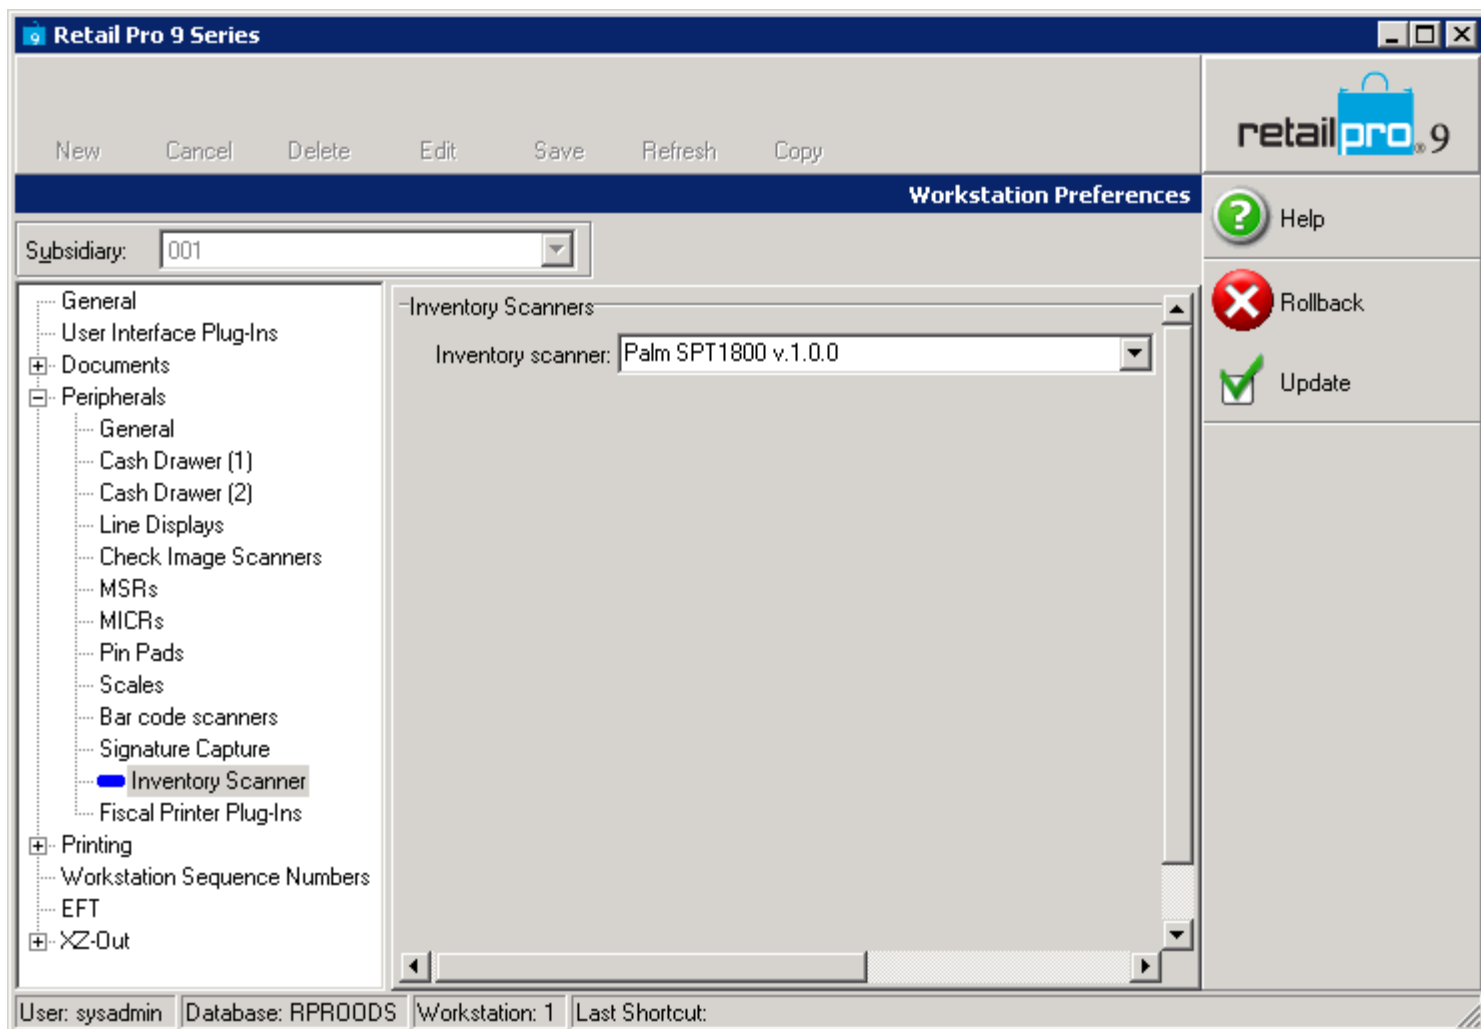 Retail Pro 9 Series
New Cancel Delete Edit Save Refresh Copy
retailpro® 9
Workstation Preferences
Help
Rollback
Update
Subsidiary: 001
General
User Interface Plug-Ins
Documents
Peripherals
General
Cash Drawer (1)
Cash Drawer (2)
Line Displays
Check Image Scanners
MSRs
MICRs
Pin Pads
Scales
Bar code scanners
Signature Capture
Inventory Scanner
Fiscal Printer Plug-Ins
Printing
Workstation Sequence Numbers
EFT
XZ-Out
Inventory Scanners
Inventory scanner: Palm SPT1800 v.1.0.0
User: sysadmin Database: RPROODS Workstation: 1 Last Shortcut: